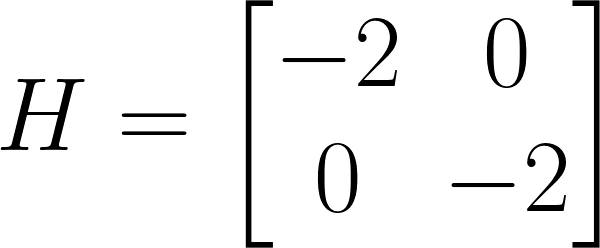 H = [−2 0
0 −2]